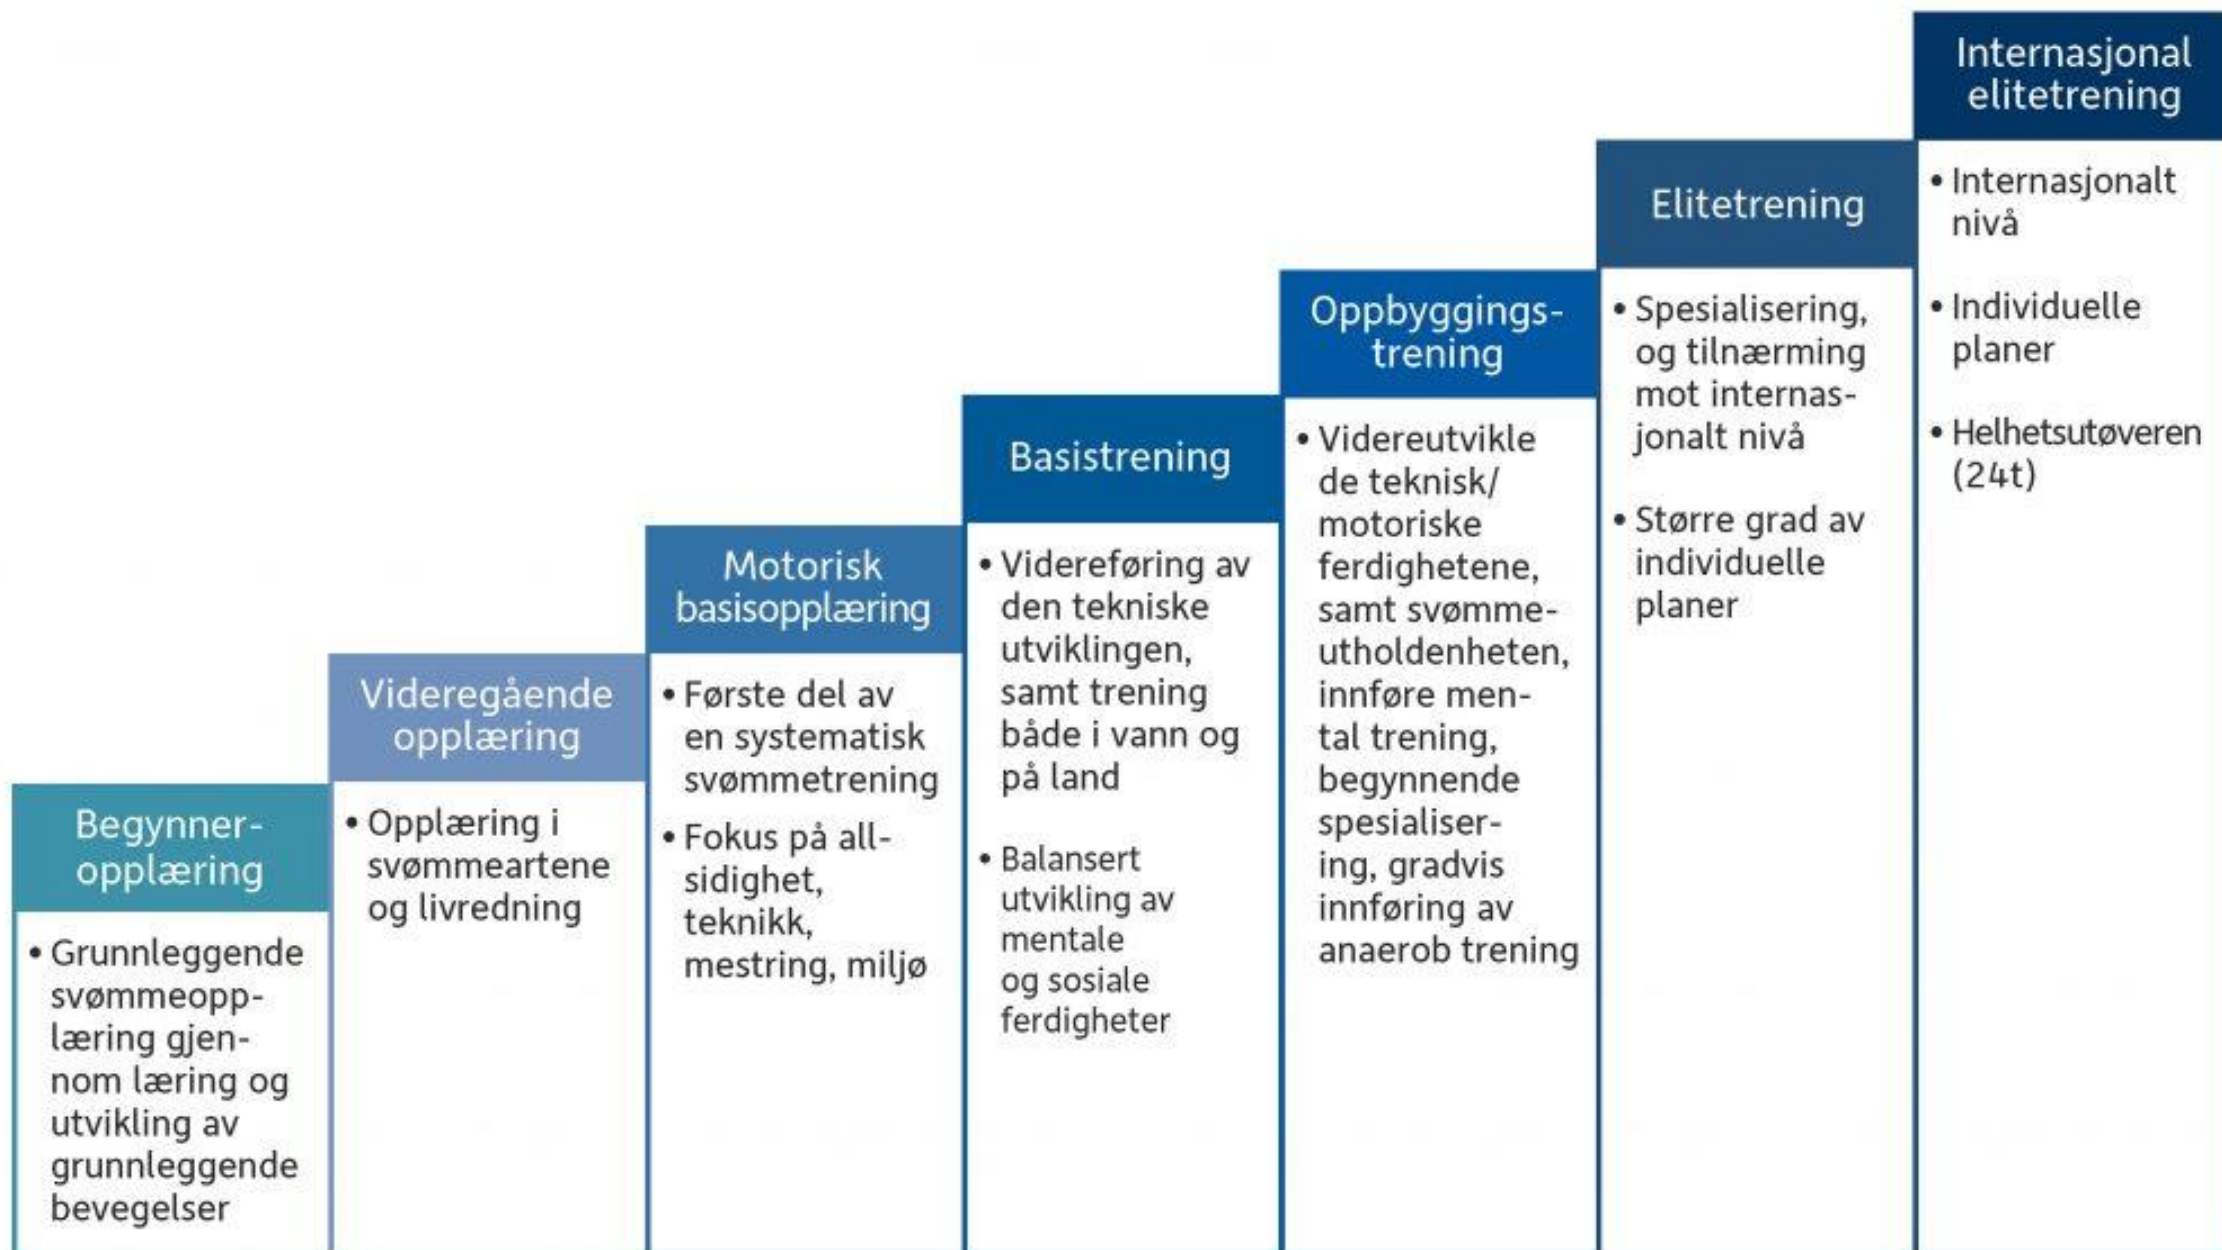 Begynner-
opplæring
• Grunnleggende
svømmeopp-
læring gjen-
nom læring og
utvikling av
grunnleggende
bevegelser
Videregående
opplæring
• Opplæring i
svømmeartene
og livredning
Motorisk
basisopplæring
• Første del av
en systematisk
svømmetrening
• Fokus på all-
sidighet,
teknikk,
mestring, miljø
Basistrening
• Videreføring av
den tekniske
utviklingen,
samt trening
både i vann og
på land
• Balansert
utvikling av
mentale
og sosiale
ferdigheter
Oppbyggings-
trening
• Videreutvikle
de teknisk/
motoriske
ferdighetene,
samt svømme-
utholdenheten,
innføre men-
tal trening,
begynnende
spesialiser-
ing, gradvis
innføring av
anaerob trening
Elitetrening
• Spesialisering,
og tilnærming
mot internas-
jonalt nivå
• Større grad av
individuelle
planer
Internasjonal
elitetrening
• Internasjonalt
nivå
• Individuelle
planer
• Helhetsutøveren
(24t)